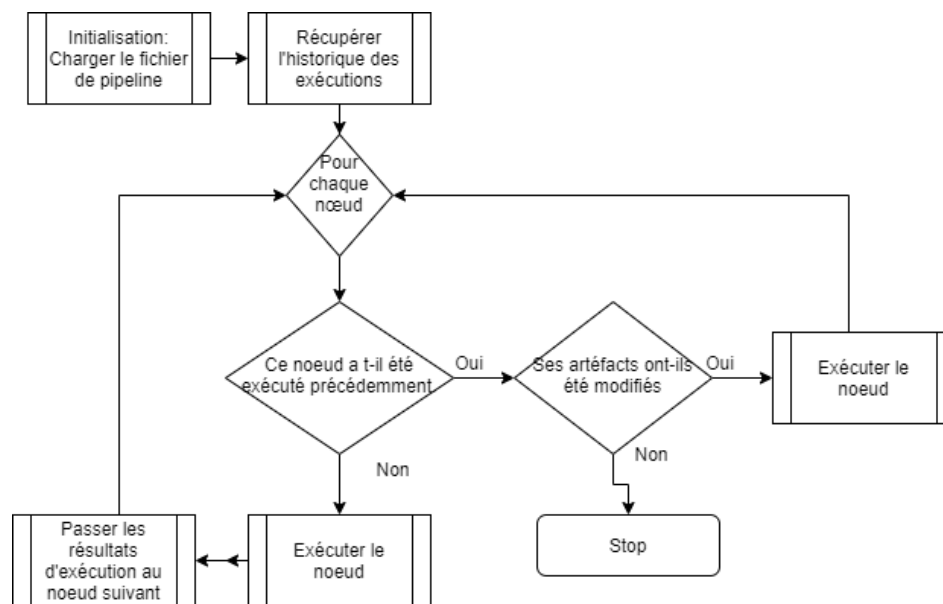 Initialisation:
Charger le fichier
de pipeline
Récupérer
l'historique des
exécutions
Pour
chaque
nœud
Ce noeud a t-il été
exécuté précédemment
Oui
Ses artéfacts ont-ils
été modifiés
Oui
Exécuter le
noeud
Non
Non
Passer les
résultats
d'exécution au
noeud suivant
Exécuter le
noeud
Stop